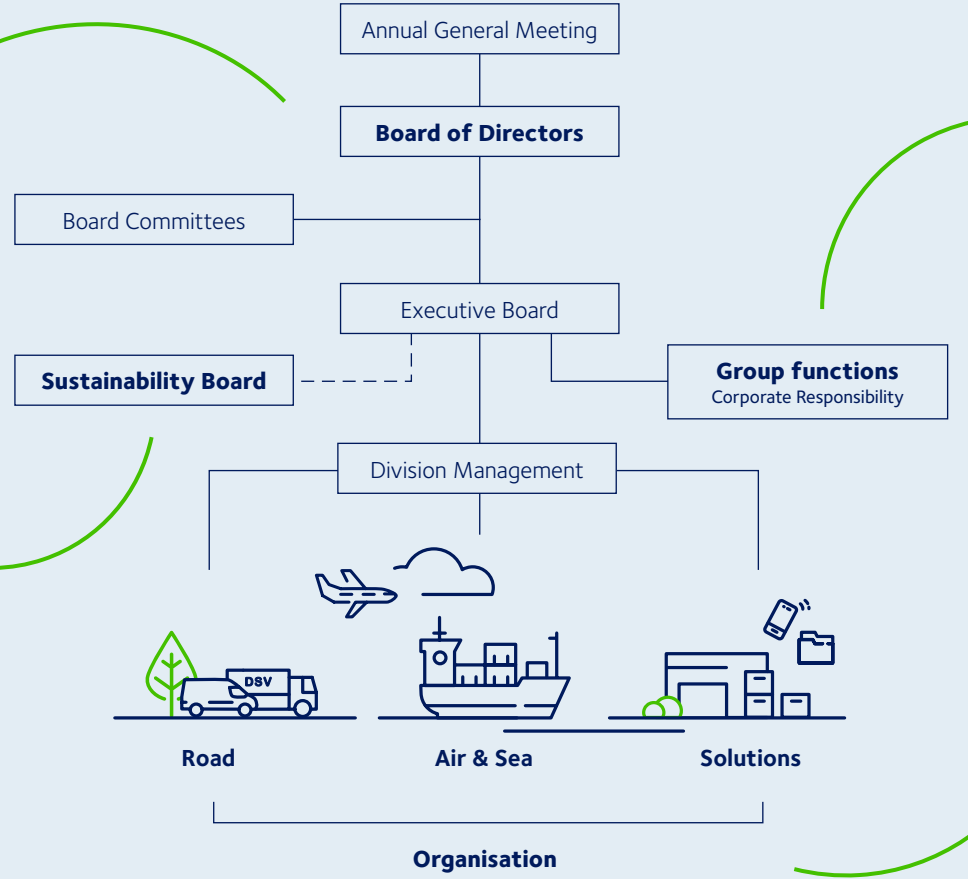 Annual General Meeting
Board of Directors
Board Committees
Executive Board
Sustainability Board
Group functions
Corporate Responsibility
Division Management
DSV
Road
Air & Sea
Solutions
Organisation